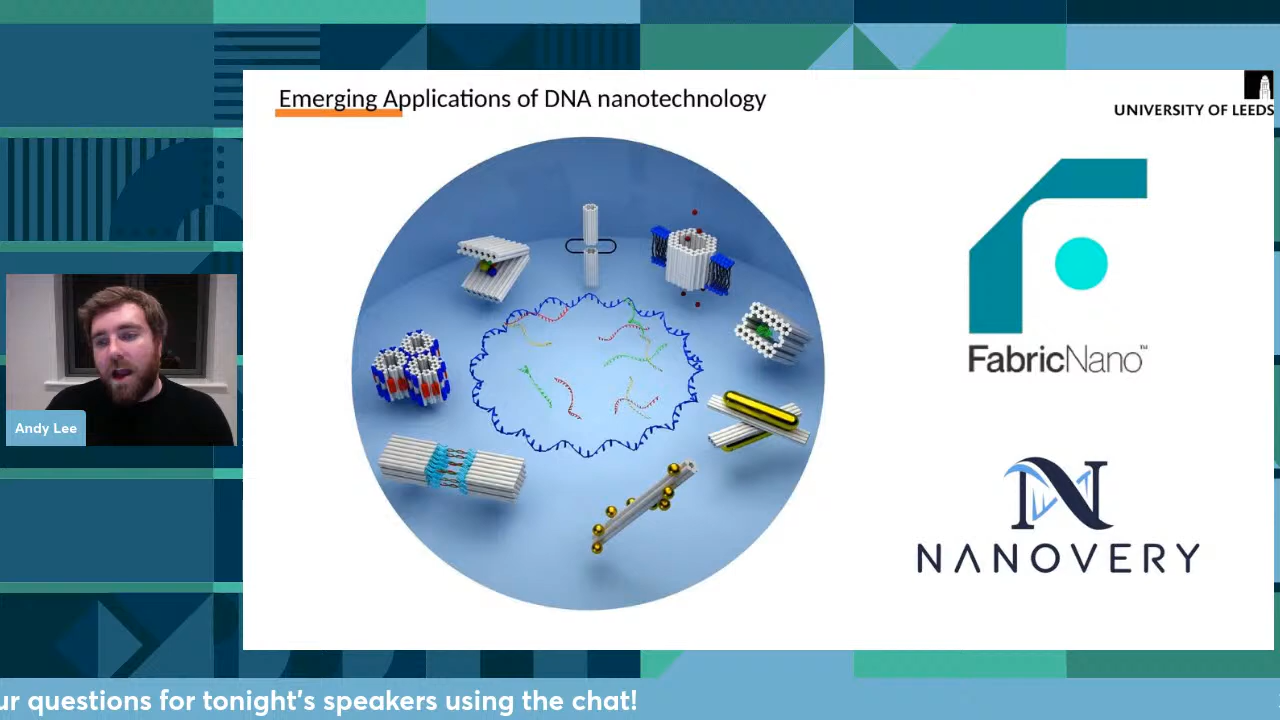 Emerging Applications of DNA nanotechnology
UNIVERSITY OF LEEDS
FabricNano™
Andy Lee
NANOVERY
ur questions for tonight's speakers using the chat!